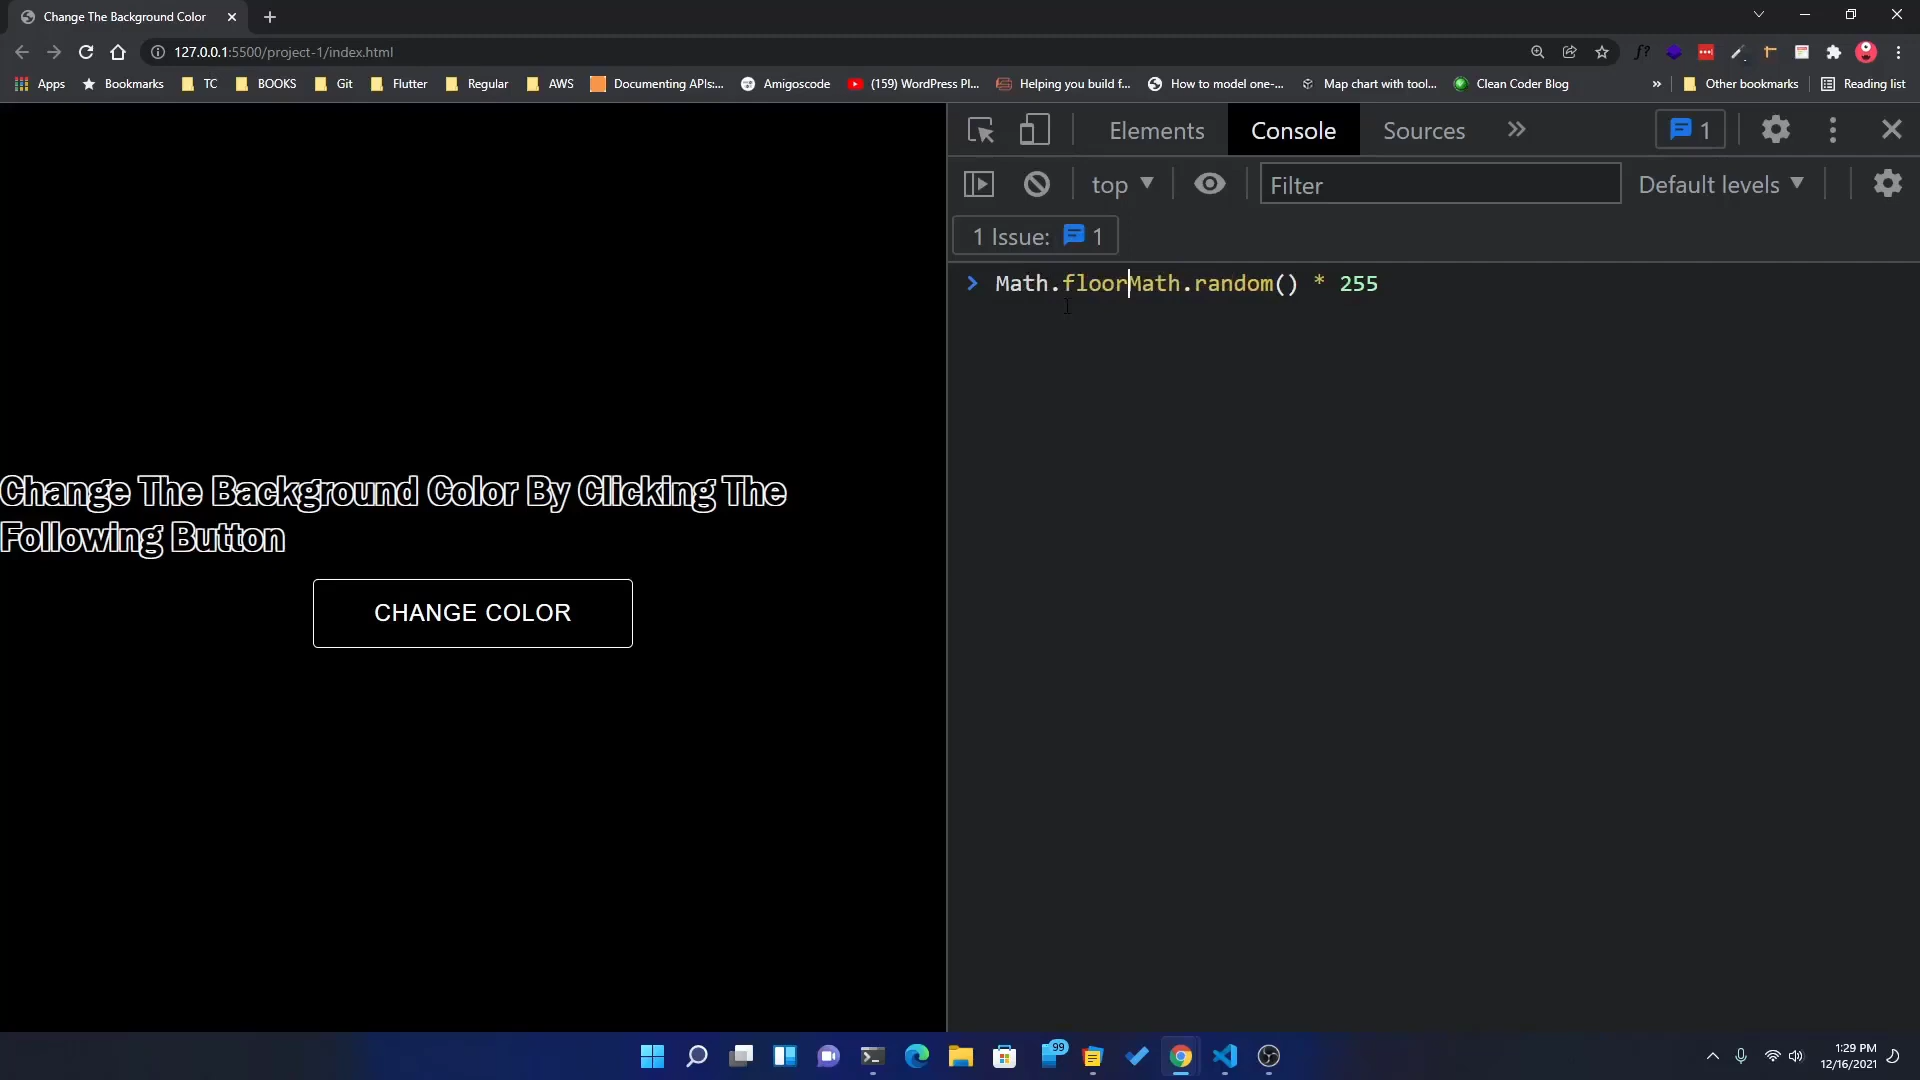 Change The Background Color
127.0.0.1:5500/project-1/index.html
Apps Bookmarks TC BOOKS Git Flutter Regular AWS Documenting APIs:... Amigoscode (159) WordPress Pl... Helping you build f... How to model one-... Map chart with tool... Clean Coder Blog » Other bookmarks Reading list
Elements Console Sources 1
top Filter Default levels
1 Issue: 1
> Math.floorMath.random() * 255
Change The Background Color By Clicking The
Following Button
CHANGE COLOR
99
1:29 PM
12/16/2021